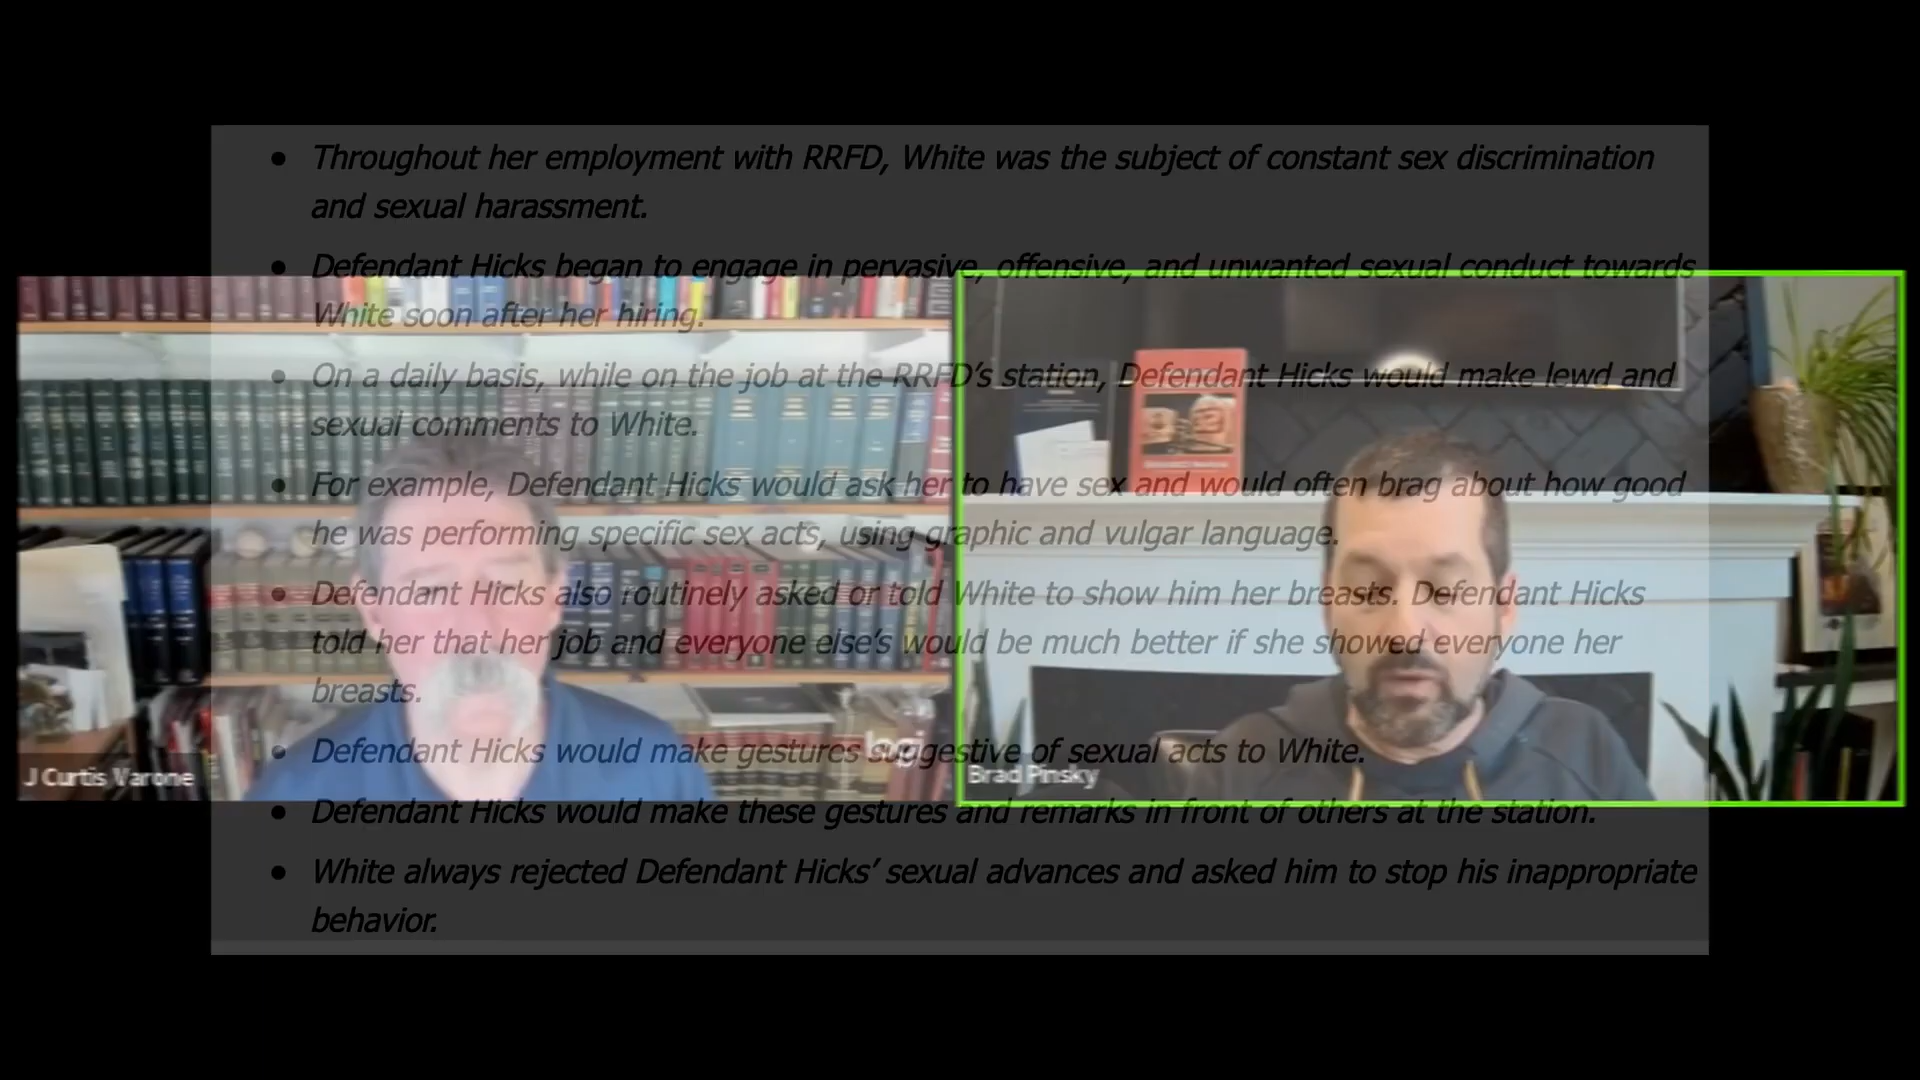 • Throughout her employment with RRFD, White was the subject of constant sex discrimination
and sexual harassment.
• Defendant Hicks began to engage in pervasive, offensive, and unwanted sexual conduct towards
White soon after her hiring.
• On a daily basis, while on the job at the RRFD’s station, Defendant Hicks would make lewd and
sexual comments to White.
• For example, Defendant Hicks would ask her to have sex and would often brag about how good
he was performing specific sex acts, using graphic and vulgar language.
• Defendant Hicks also routinely asked or told White to show him her breasts. Defendant Hicks
told her that her job and everyone else’s would be much better if she showed everyone her
breasts.
• Defendant Hicks would make gestures suggestive of sexual acts to White.
J Curtis Varone
Brad Pinsky
• Defendant Hicks would make these gestures and remarks in front of others at the station.
• White always rejected Defendant Hicks’ sexual advances and asked him to stop his inappropriate
behavior.